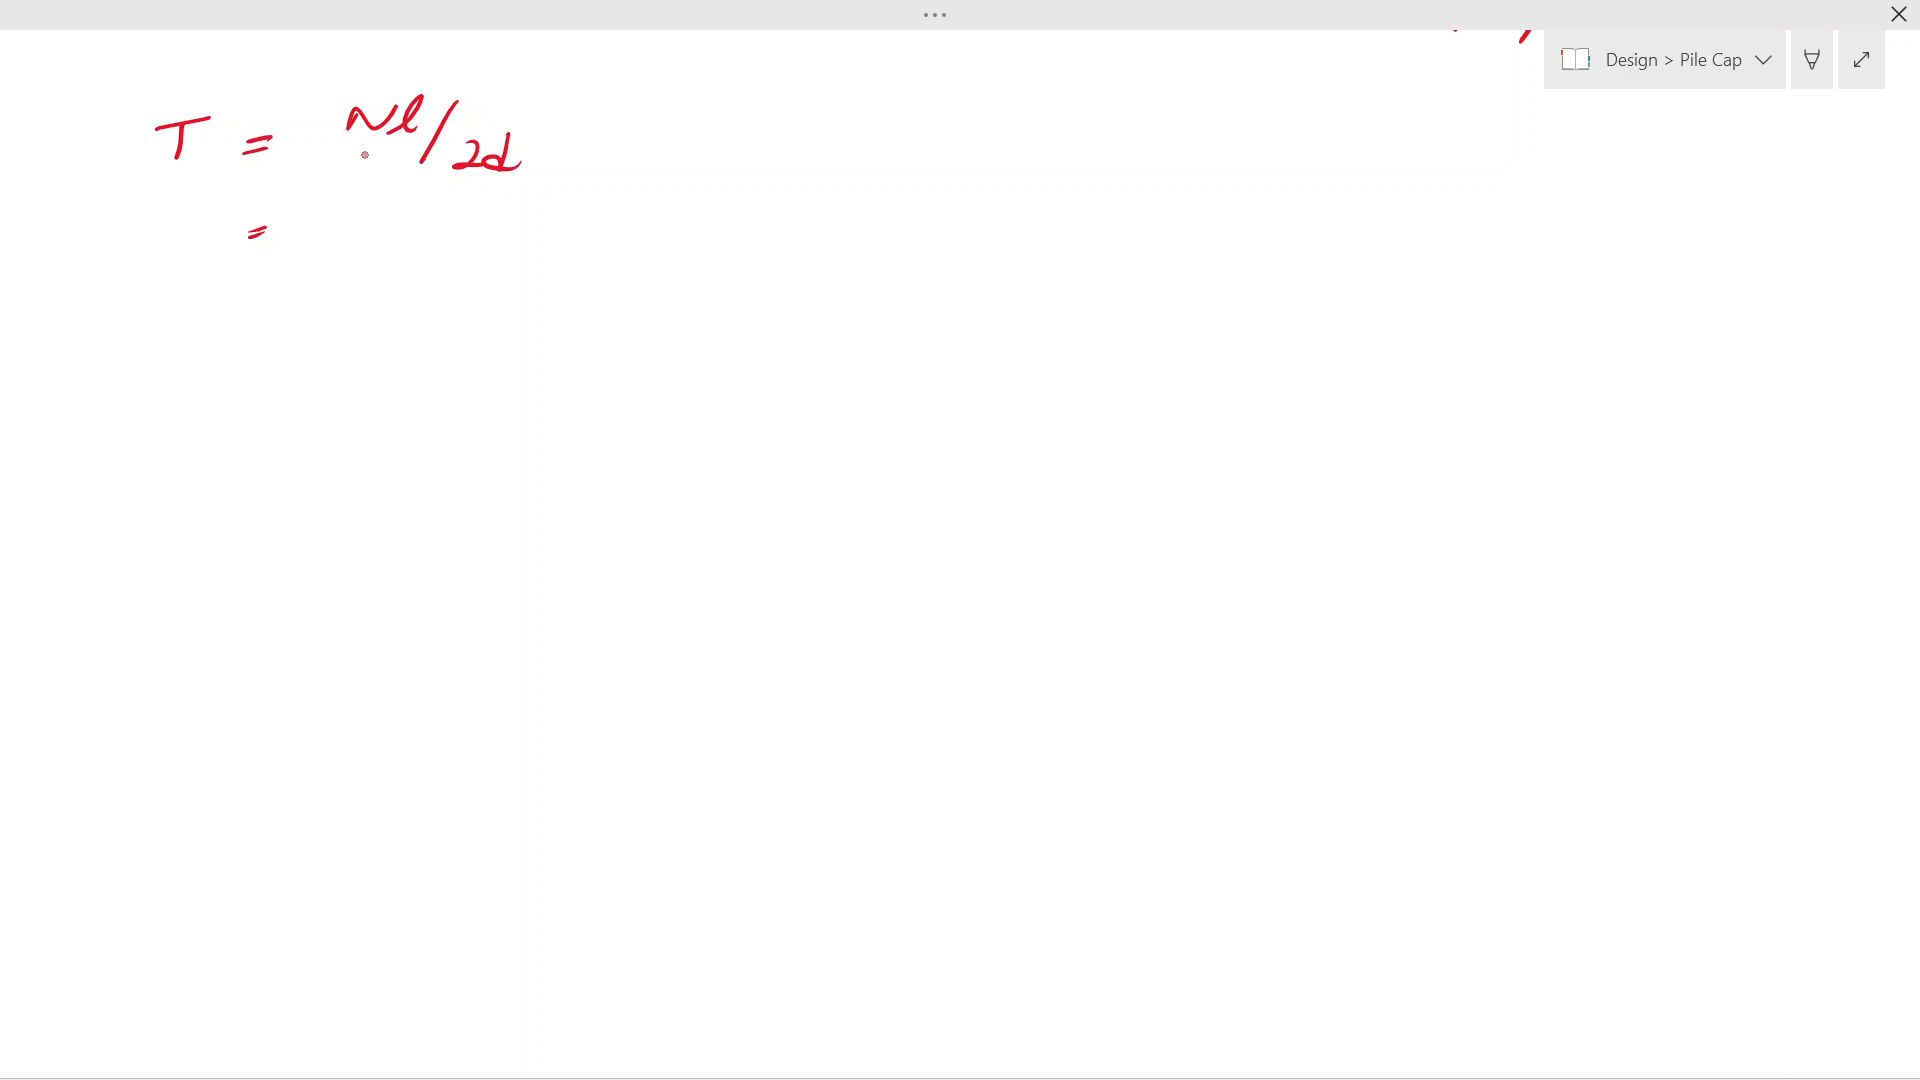 Design > Pile Cap
T = Nl/2d
=